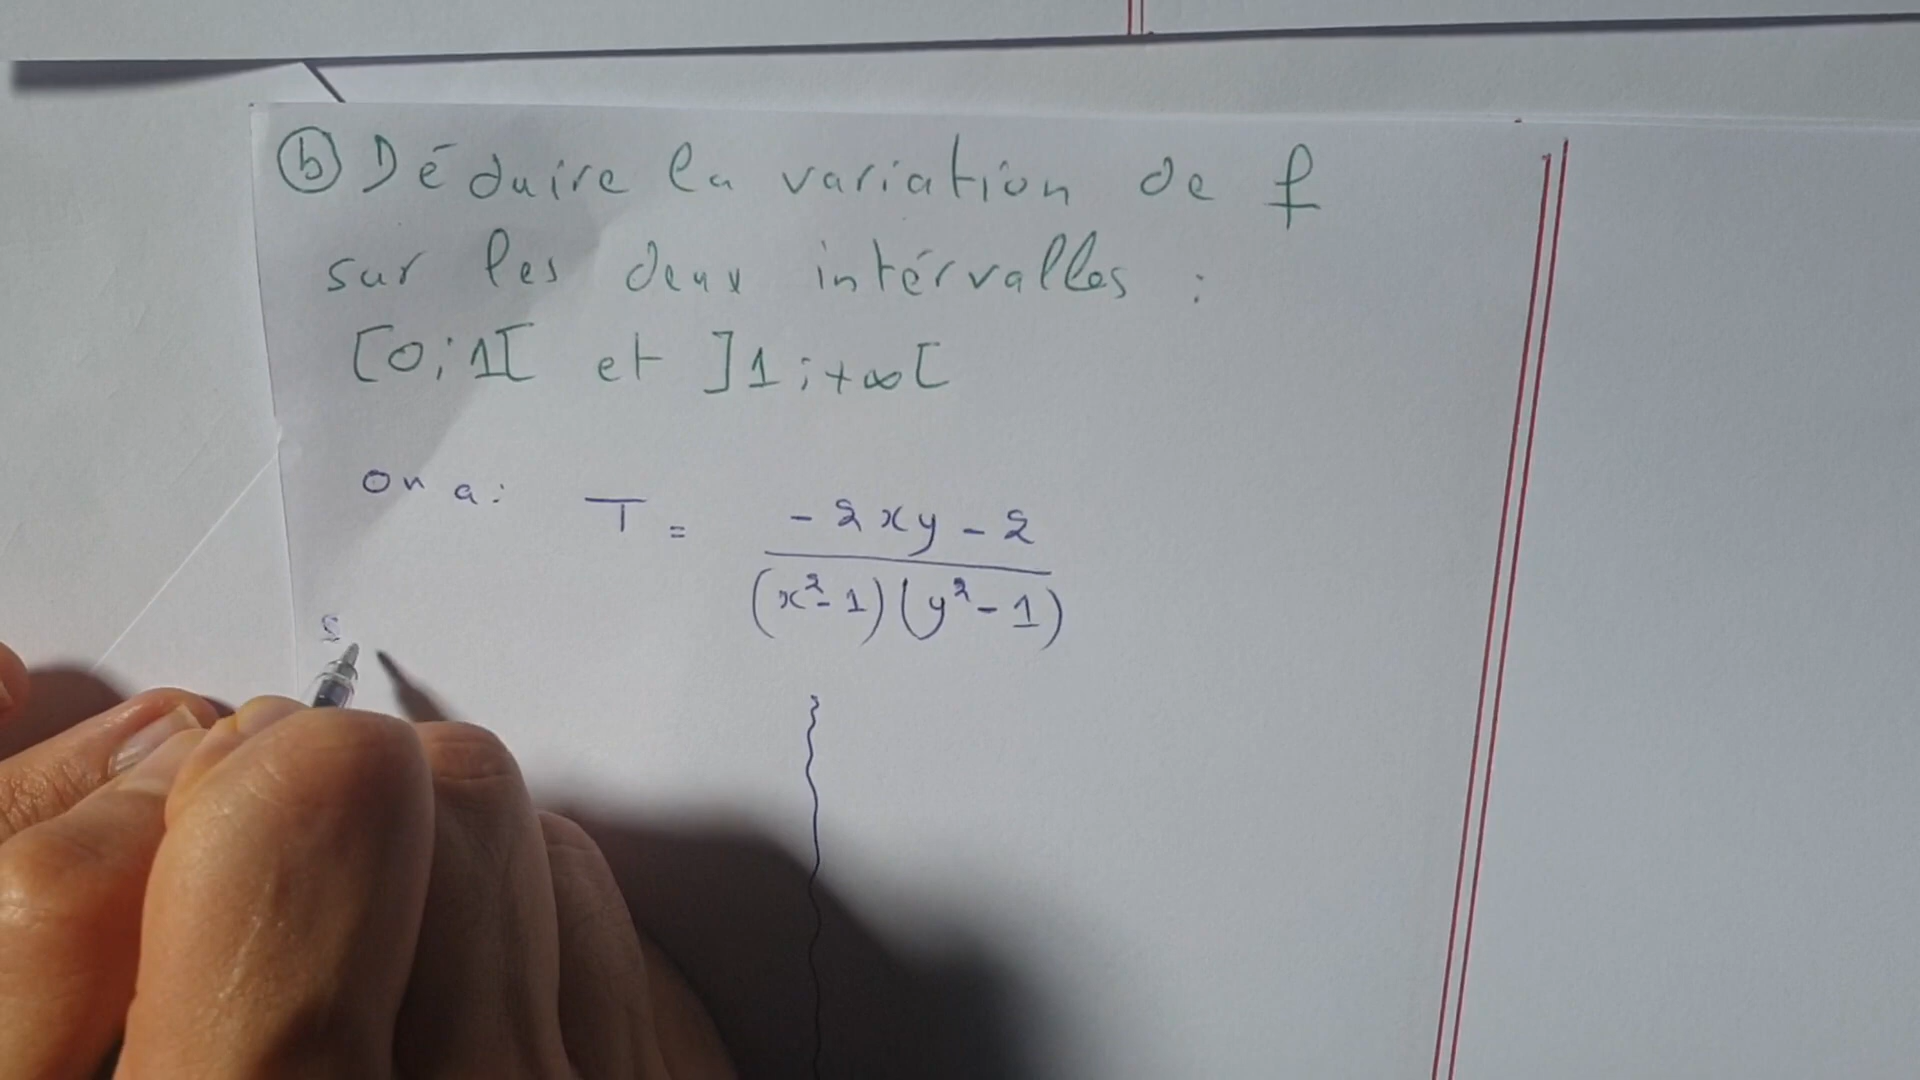 b Déduire la variation de f
sur les deux intérvalles :
[0;1[ et ]1;+∞[
On a: T = (-2xy-2)/((x²-1)(y²-1))
S